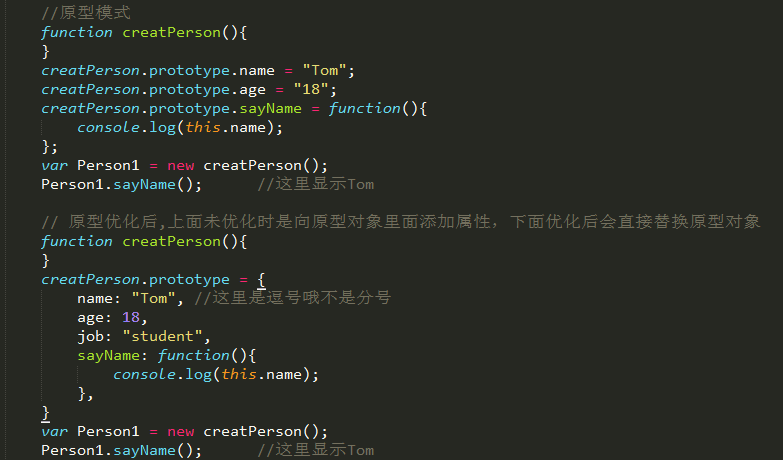 //原型模式
function creatPerson(){
}
creatPerson.prototype.name = "Tom";
creatPerson.prototype.age = "18";
creatPerson.prototype.sayName = function(){
    console.log(this.name);
};
var Person1 = new creatPerson();
Person1.sayName();      //这里显示Tom

// 原型优化后,上面未优化时是向原型对象里面添加属性，下面优化后会直接替换原型对象
function creatPerson(){
}
creatPerson.prototype = {
    name: "Tom", //这里是逗号哦不是分号
    age: 18,
    job: "student",
    sayName: function(){
        console.log(this.name);
    },
}
var Person1 = new creatPerson();
Person1.sayName();      //这里显示Tom